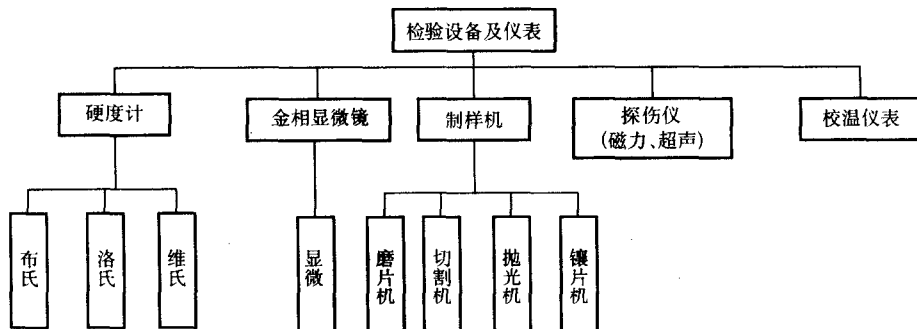 检验设备及仪表
硬度计
金相显微镜
制样机
探伤仪
(磁力、超声)
校温仪表
布氏
洛氏
维氏
显微
磨片机
切割机
抛光机
镶片机